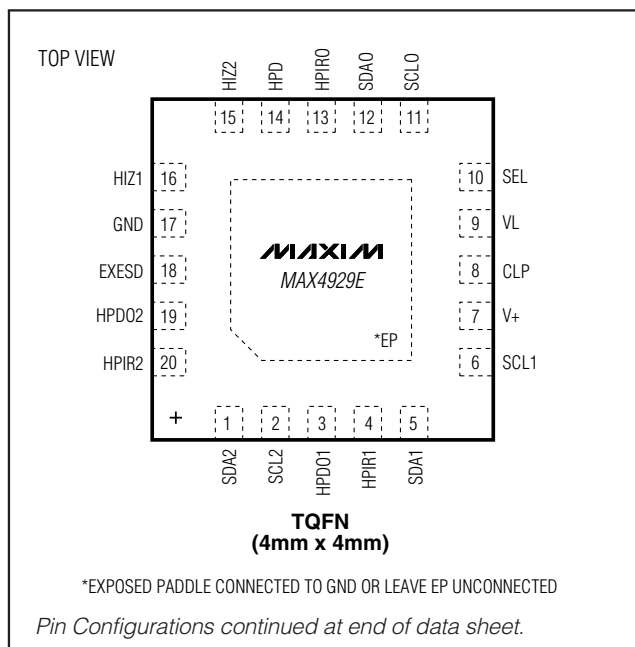 TOP VIEW
HIZ2 HPD HPIR0 SDA0 SCL0
15 14 13 12 11
HIZ1 16
GND 17
EXESD 18
HPDO2 19
HPIR2 20
10 SEL
9 VL
8 CLP
7 V+
6 SCL1
MAXIM
MAX4929E
*EP
+
1 2 3 4 5
SDA2 SCL2 HPDO1 HPIR1 SDA1
TQFN
(4mm x 4mm)
*EXPOSED PADDLE CONNECTED TO GND OR LEAVE EP UNCONNECTED
Pin Configurations continued at end of data sheet.